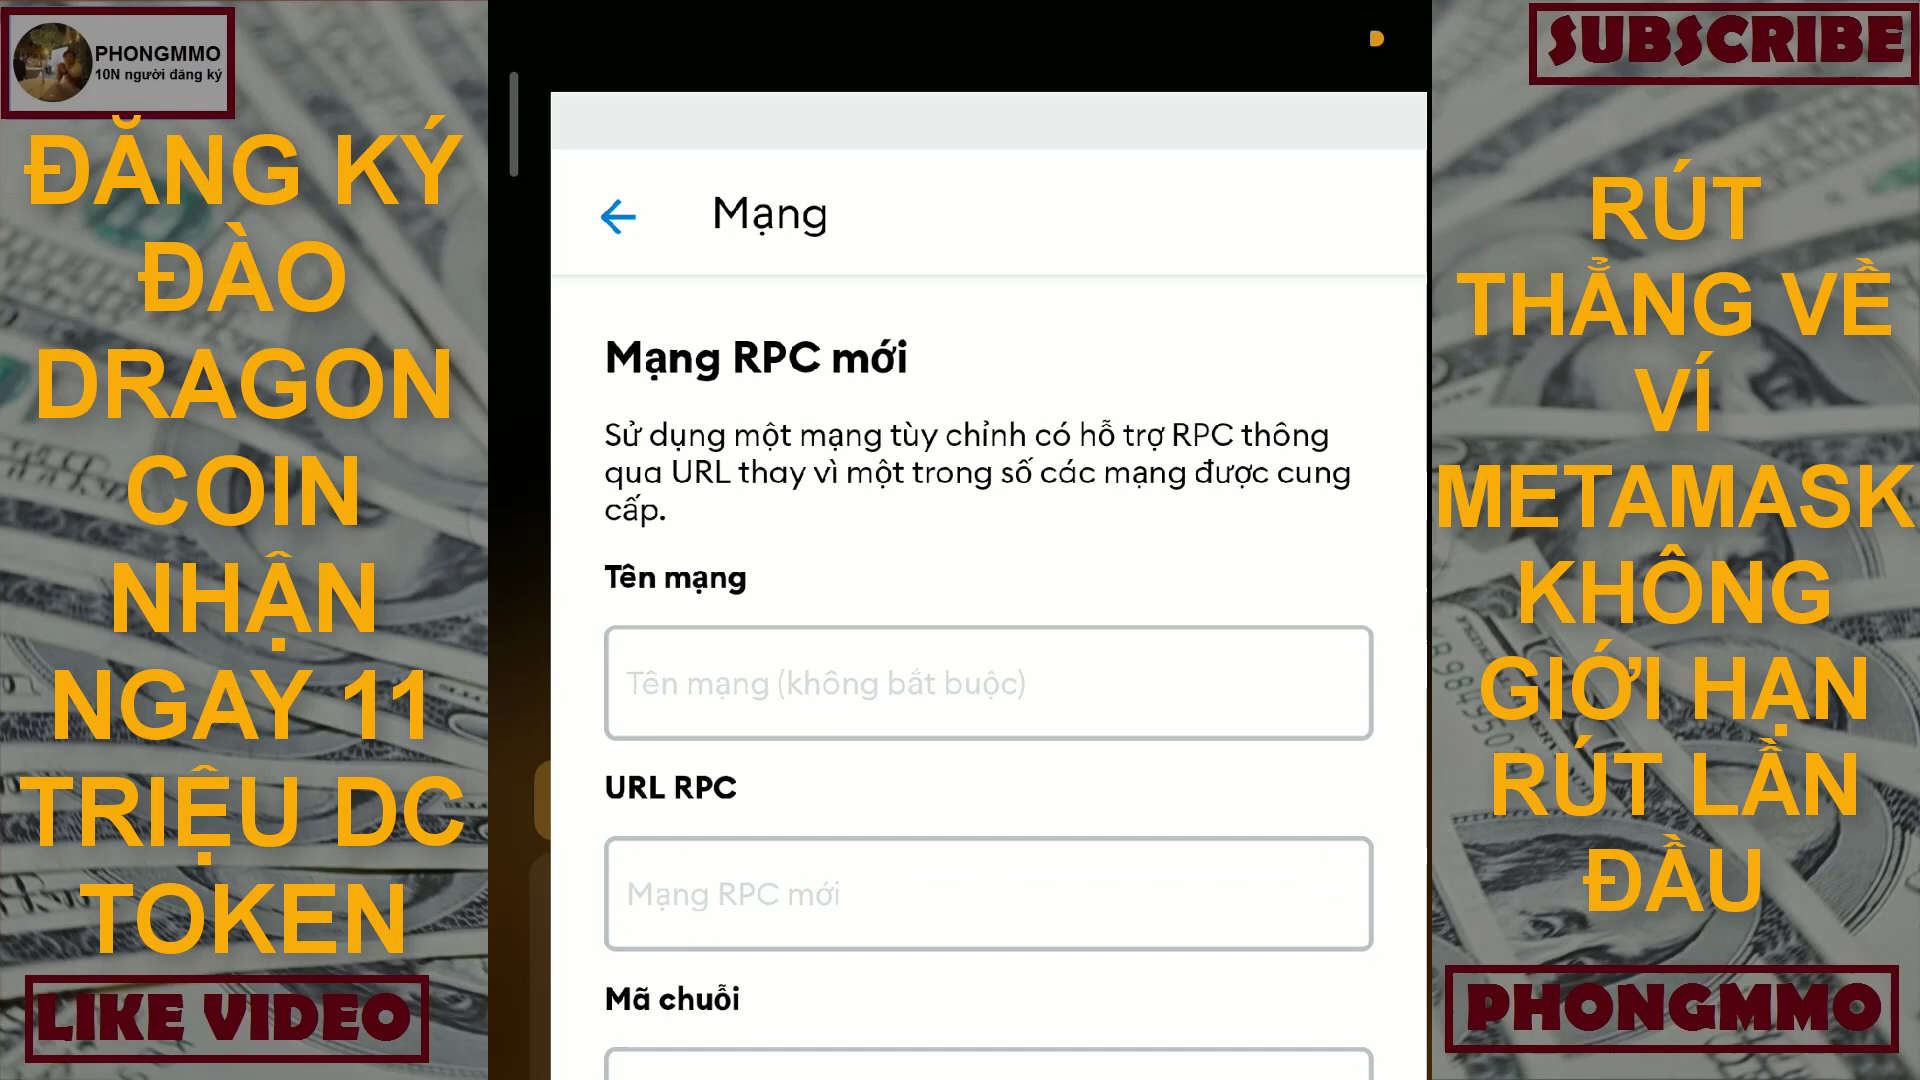 PHONGMMO
10N người đăng ký
ĐĂNG KÝ
ĐÀO
DRAGON
COIN
NHẬN
NGAY 11
TRIỆU DC
TOKEN
LIKE VIDEO
Mạng
Mạng RPC mới
Sử dụng một mạng tùy chỉnh có hỗ trợ RPC thông
qua URL thay vì một trong số các mạng được cung
cấp.
Tên mạng
Tên mạng (không bắt buộc)
URL RPC
Mạng RPC mới
Mã chuỗi
SUBSCRIBE
RÚT
THẲNG VỀ
VÍ
METAMASK
KHÔNG
GIỚI HẠN
RÚT LẦN
ĐẦU
PHONGMMO